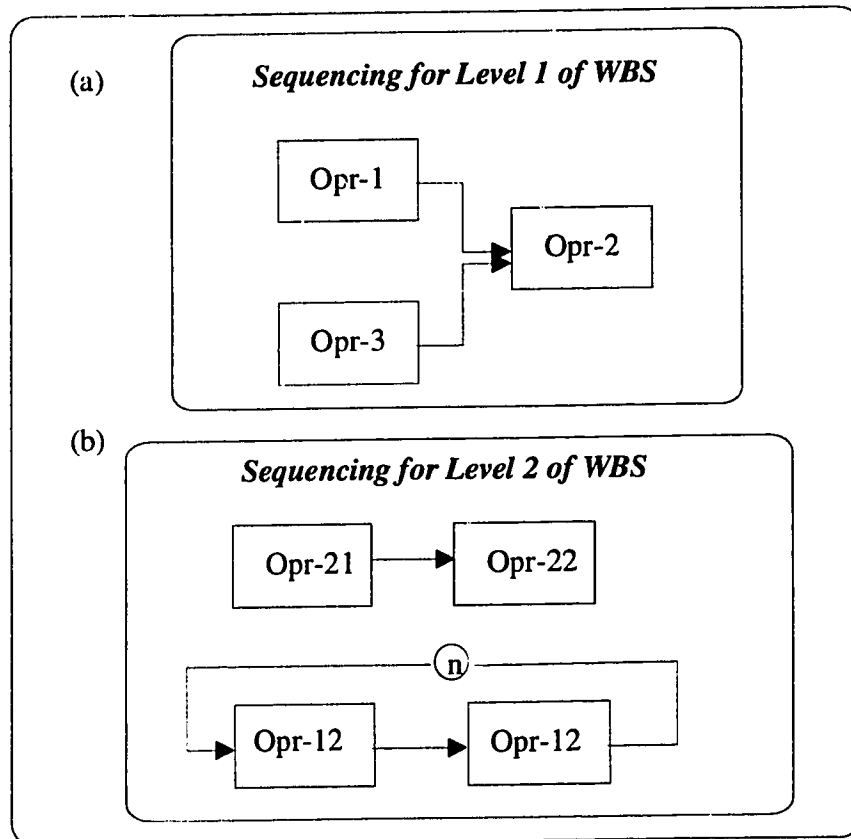 (a)
Sequencing for Level 1 of WBS
Opr-1
Opr-2
Opr-3
(b)
Sequencing for Level 2 of WBS
Opr-21
Opr-22
n
Opr-12
Opr-12